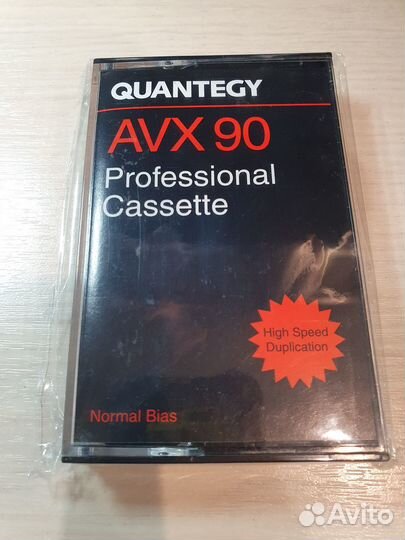 QUANTEGY
AVX 90
Professional
Cassette
High Speed
Duplication
Normal Bias
Avito